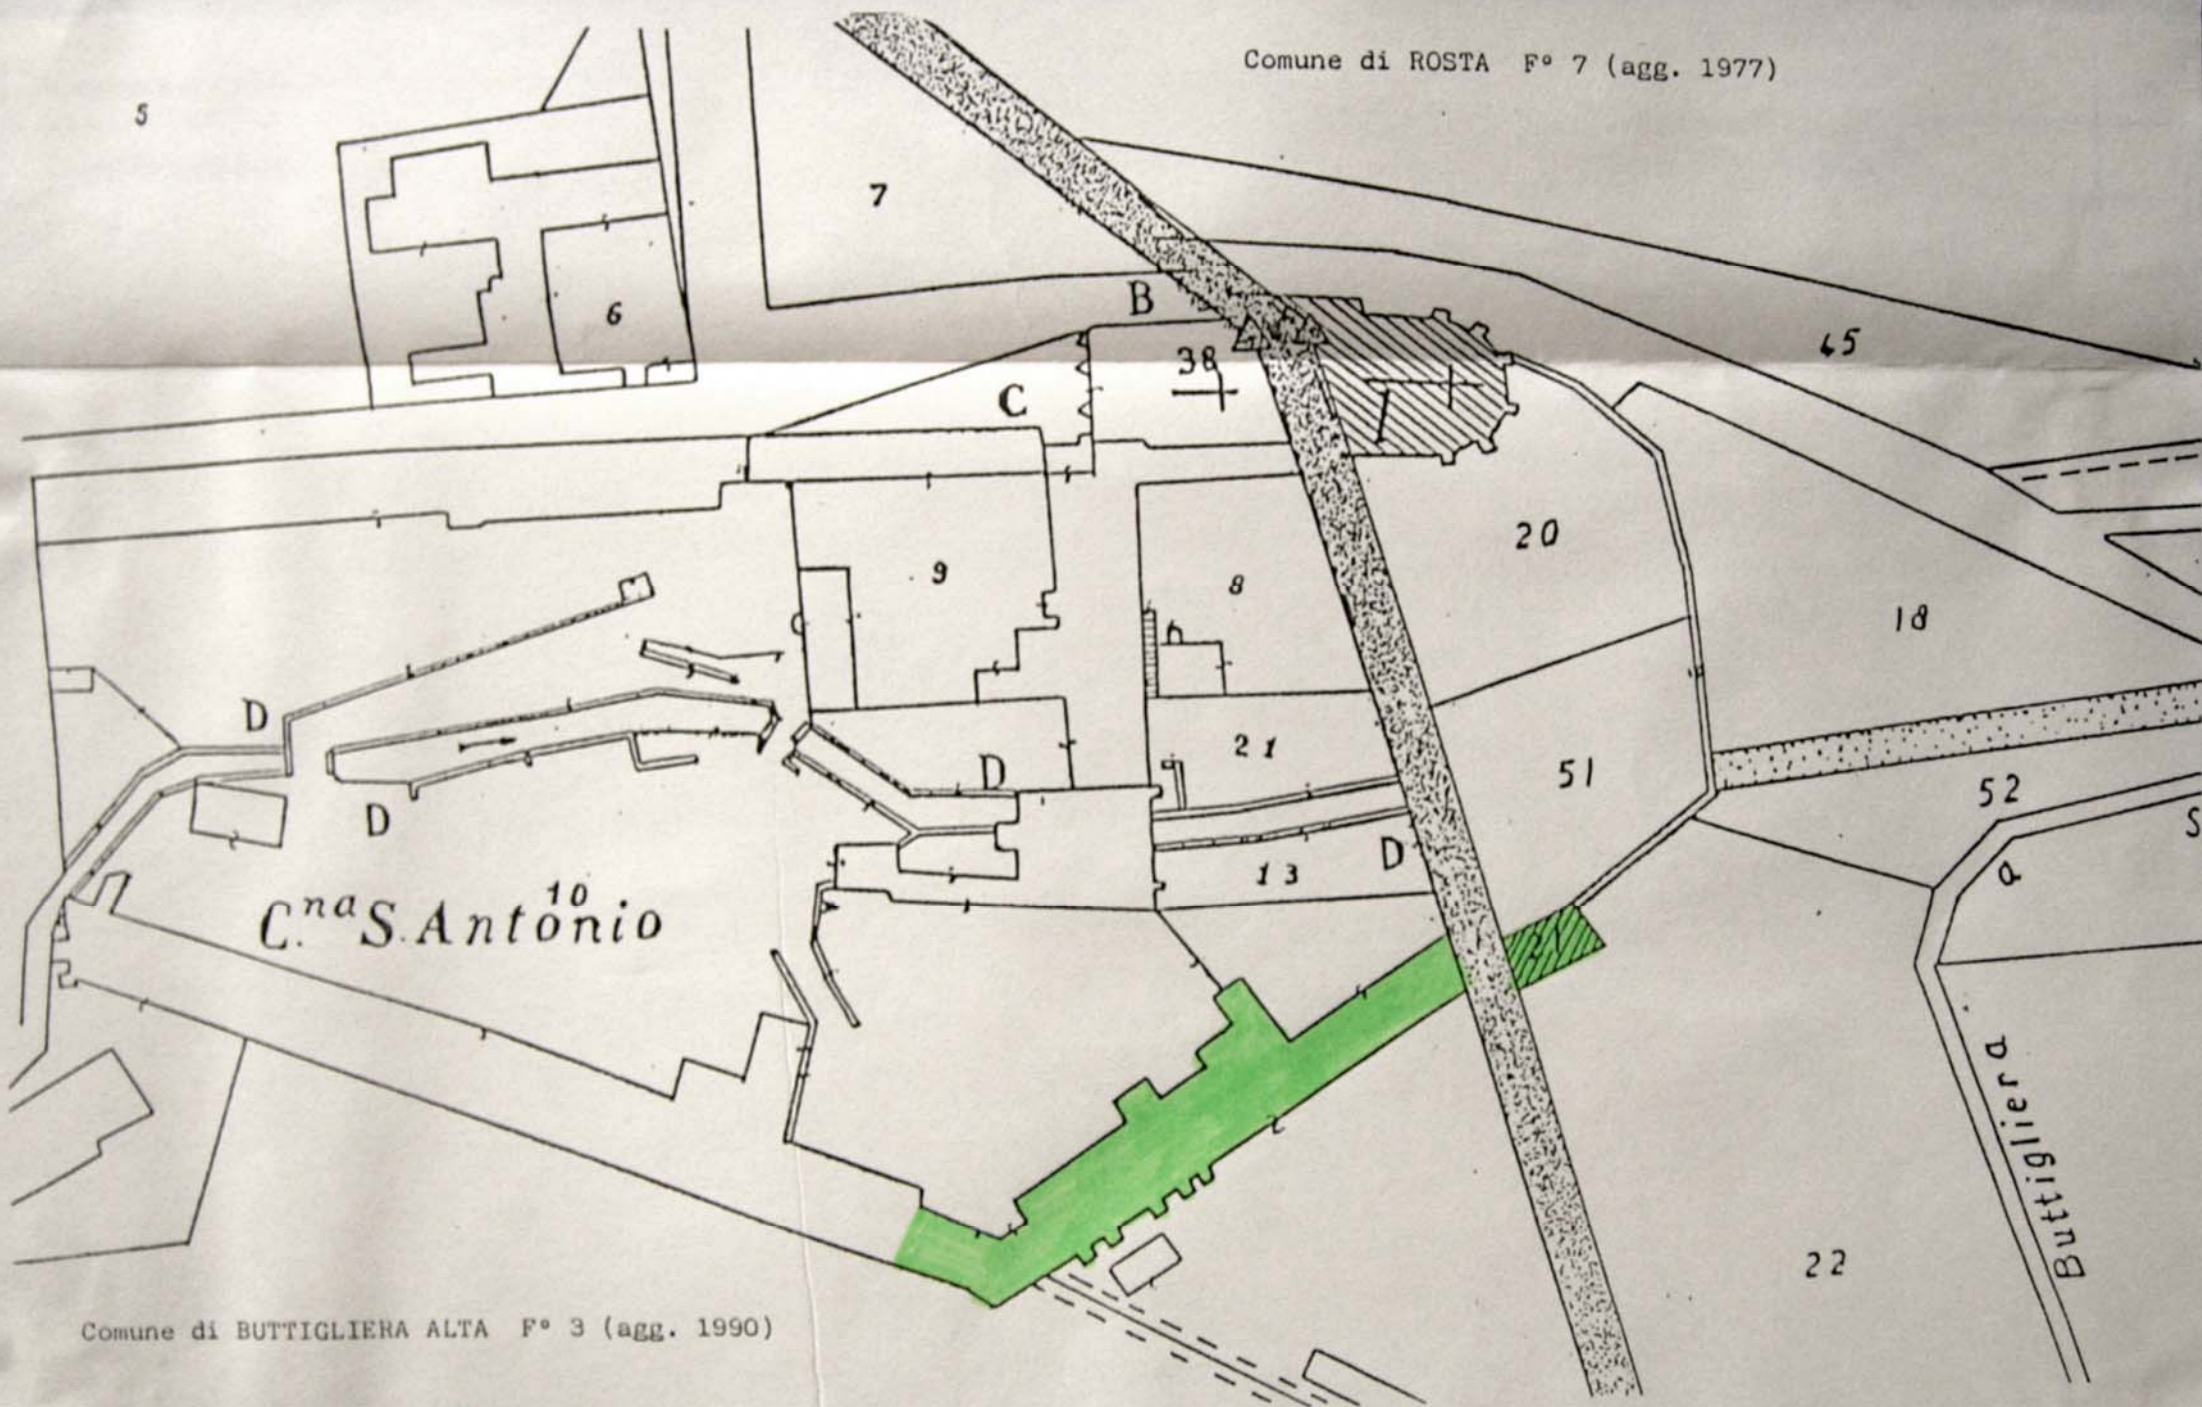 Comune di ROSTA F° 7 (agg. 1977)
5
7
6
B
38
C
45
20
9
8
18
D
21
D
51
52
D
D
13
10
C.na S. Antonio
a
S
Buttigliera
22
Comune di BUTTIGLIERA ALTA F° 3 (agg. 1990)